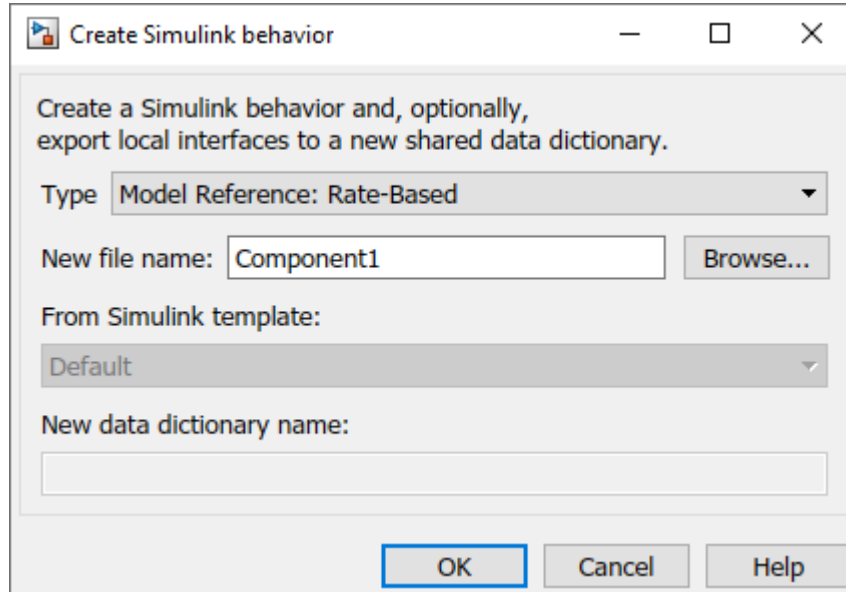 Create Simulink behavior
Create a Simulink behavior and, optionally,
export local interfaces to a new shared data dictionary.
Type Model Reference: Rate-Based
New file name: Component1 Browse...
From Simulink template:
Default
New data dictionary name:
OK Cancel Help